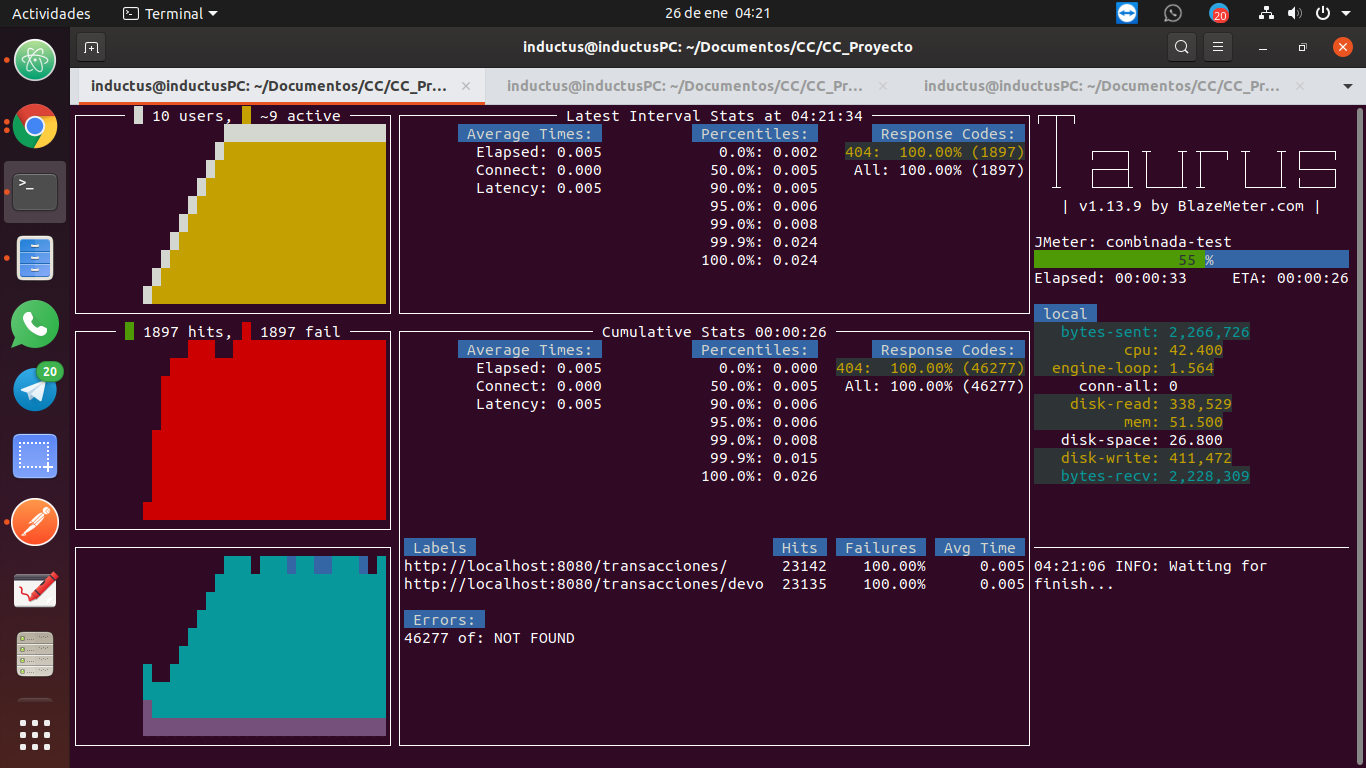 Actividades
Terminal
26 de ene 04:21
20
inductus@inductusPC: ~/Documentos/CC/CC_Proyecto
inductus@inductusPC: ~/Documentos/CC/CC_Pr...
inductus@inductusPC: ~/Documentos/CC/CC_Pr...
inductus@inductusPC: ~/Documentos/CC/CC_Pr...
>_
20
10 users, ~9 active
1897 hits, 1897 fail
Latest Interval Stats at 04:21:34
Average Times: Percentiles: Response Codes:
Elapsed: 0.005 0.0%: 0.002 404: 100.00% (1897)
Connect: 0.000 50.0%: 0.005 All: 100.00% (1897)
Latency: 0.005 90.0%: 0.005
95.0%: 0.006
99.0%: 0.008
99.9%: 0.024
100.0%: 0.024
Cumulative Stats 00:00:26
Average Times: Percentiles: Response Codes:
Elapsed: 0.005 0.0%: 0.000 404: 100.00% (46277)
Connect: 0.000 50.0%: 0.005 All: 100.00% (46277)
Latency: 0.005 90.0%: 0.006
95.0%: 0.006
99.0%: 0.008
99.9%: 0.015
100.0%: 0.026
Labels Hits Failures Avg Time
http://localhost:8080/transacciones/ 23142 100.00% 0.005
http://localhost:8080/transacciones/devo 23135 100.00% 0.005
Errors:
46277 of: NOT FOUND
Taurus
| v1.13.9 by BlazeMeter.com |
JMeter: combinada-test
55 %
Elapsed: 00:00:33 ETA: 00:00:26
local
bytes-sent: 2,266,726
cpu: 42.400
engine-loop: 1.564
conn-all: 0
disk-read: 338,529
mem: 51.500
disk-space: 26.800
disk-write: 411,472
bytes-recv: 2,228,309
04:21:06 INFO: Waiting for
finish...